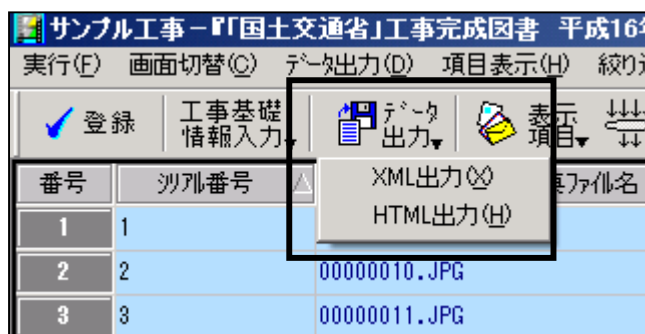 サンプル工事－『「国土交通省」工事完成図書　平成16年
実行(F)　画面切替(C)　データ出力(D)　項目表示(H)　絞り込
登録　工事基礎情報入力　データ出力　表示項目
番号　シリアル番号　真ファイル名
XML出力(X)
HTML出力(H)
1　1
2　2　00000010.JPG
3　3　00000011.JPG